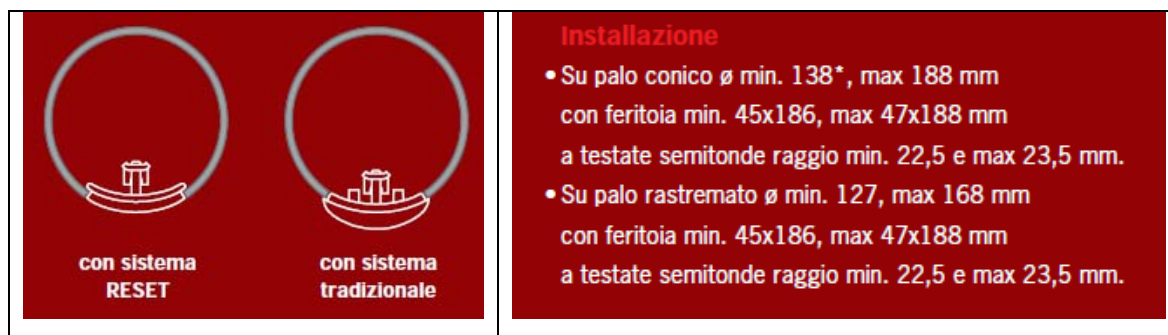 con sistema
RESET
con sistema
tradizionale
Installazione
• Su palo conico ø min. 138*, max 188 mm
con feritoia min. 45x186, max 47x188 mm
a testate semitonde raggio min. 22,5 e max 23,5 mm.
• Su palo rastremato ø min. 127, max 168 mm
con feritoia min. 45x186, max 47x188 mm
a testate semitonde raggio min. 22,5 e max 23,5 mm.